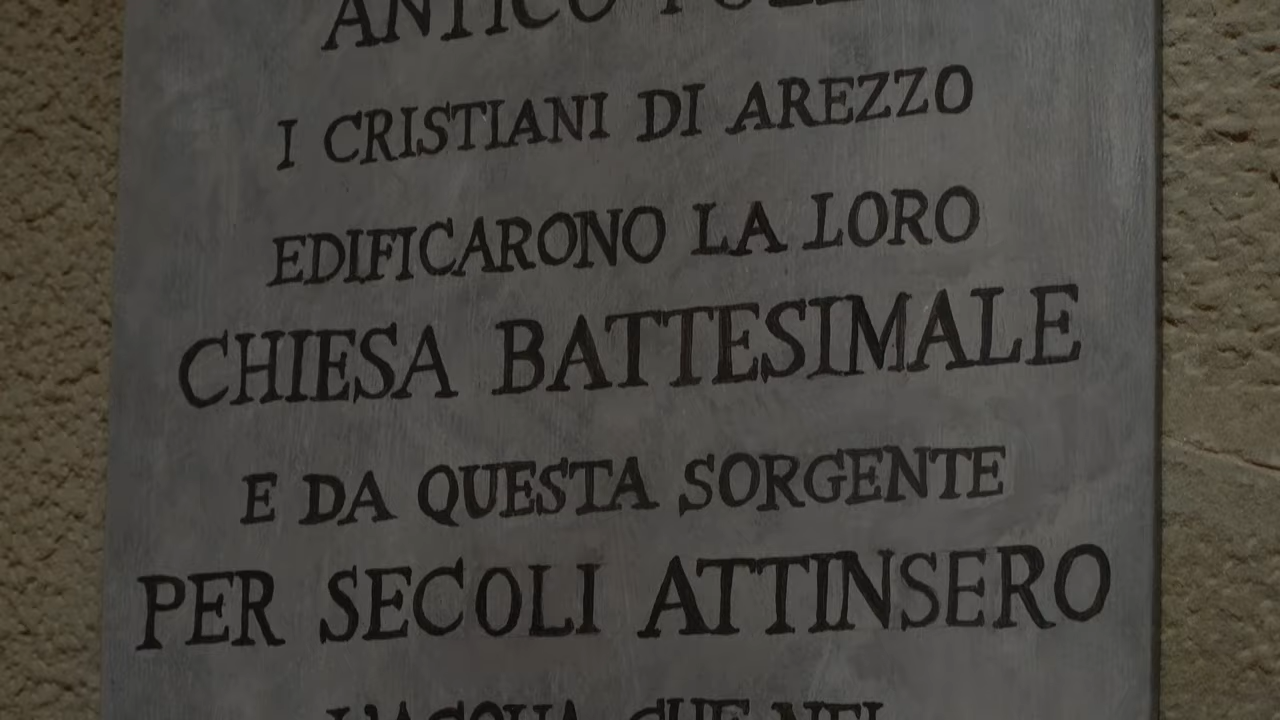 ANTICO
I CRISTIANI DI AREZZO
EDIFICARONO LA LORO
CHIESA BATTESIMALE
E DA QUESTA SORGENTE
PER SECOLI ATTINSERO
L'ACQUA CHE NEL